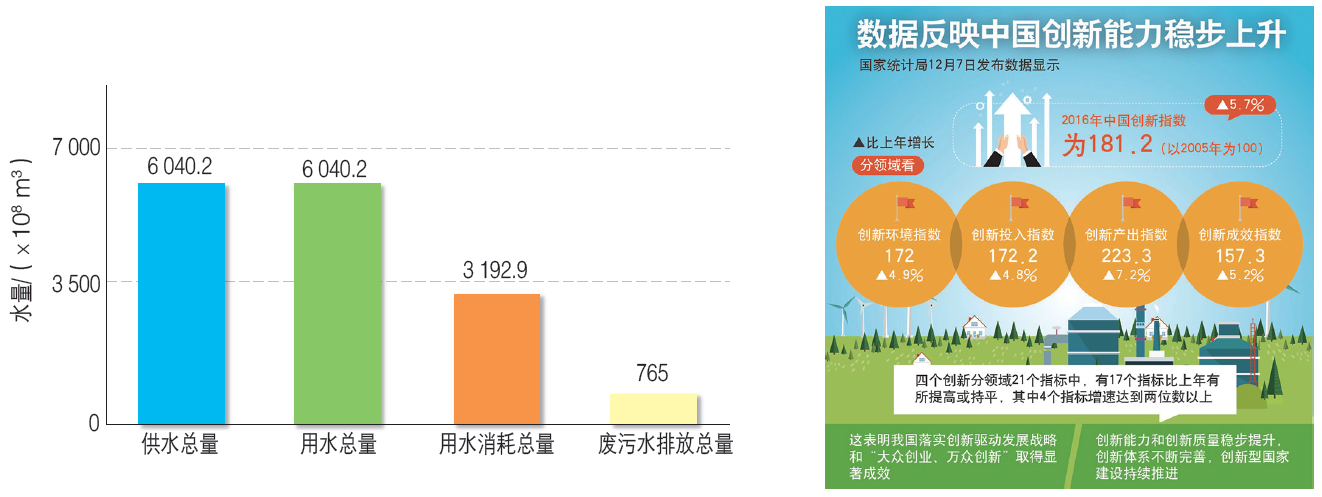 水量/(×10⁸ m³)
7 000
3 500
0
6 040.2
6 040.2
3 192.9
765
供水总量
用水总量
用水消耗总量
废污水排放总量
数据反映中国创新能力稳步上升
国家统计局12月7日发布数据显示
▲5.7%
2016年中国创新指数
为181.2（以2005年为100）
▲比上年增长
分领域看
创新环境指数
172
▲4.9%
创新投入指数
172.2
▲4.8%
创新产出指数
223.3
▲7.2%
创新成效指数
157.3
▲5.2%
四个创新分领域21个指标中，有17个指标比上年有
所提高或持平，其中4个指标增速达到两位数以上
这表明我国落实创新驱动发展战略
和“大众创业、万众创新”取得显
著成效
创新能力和创新质量稳步提升，
创新体系不断完善，创新型国家
建设持续推进